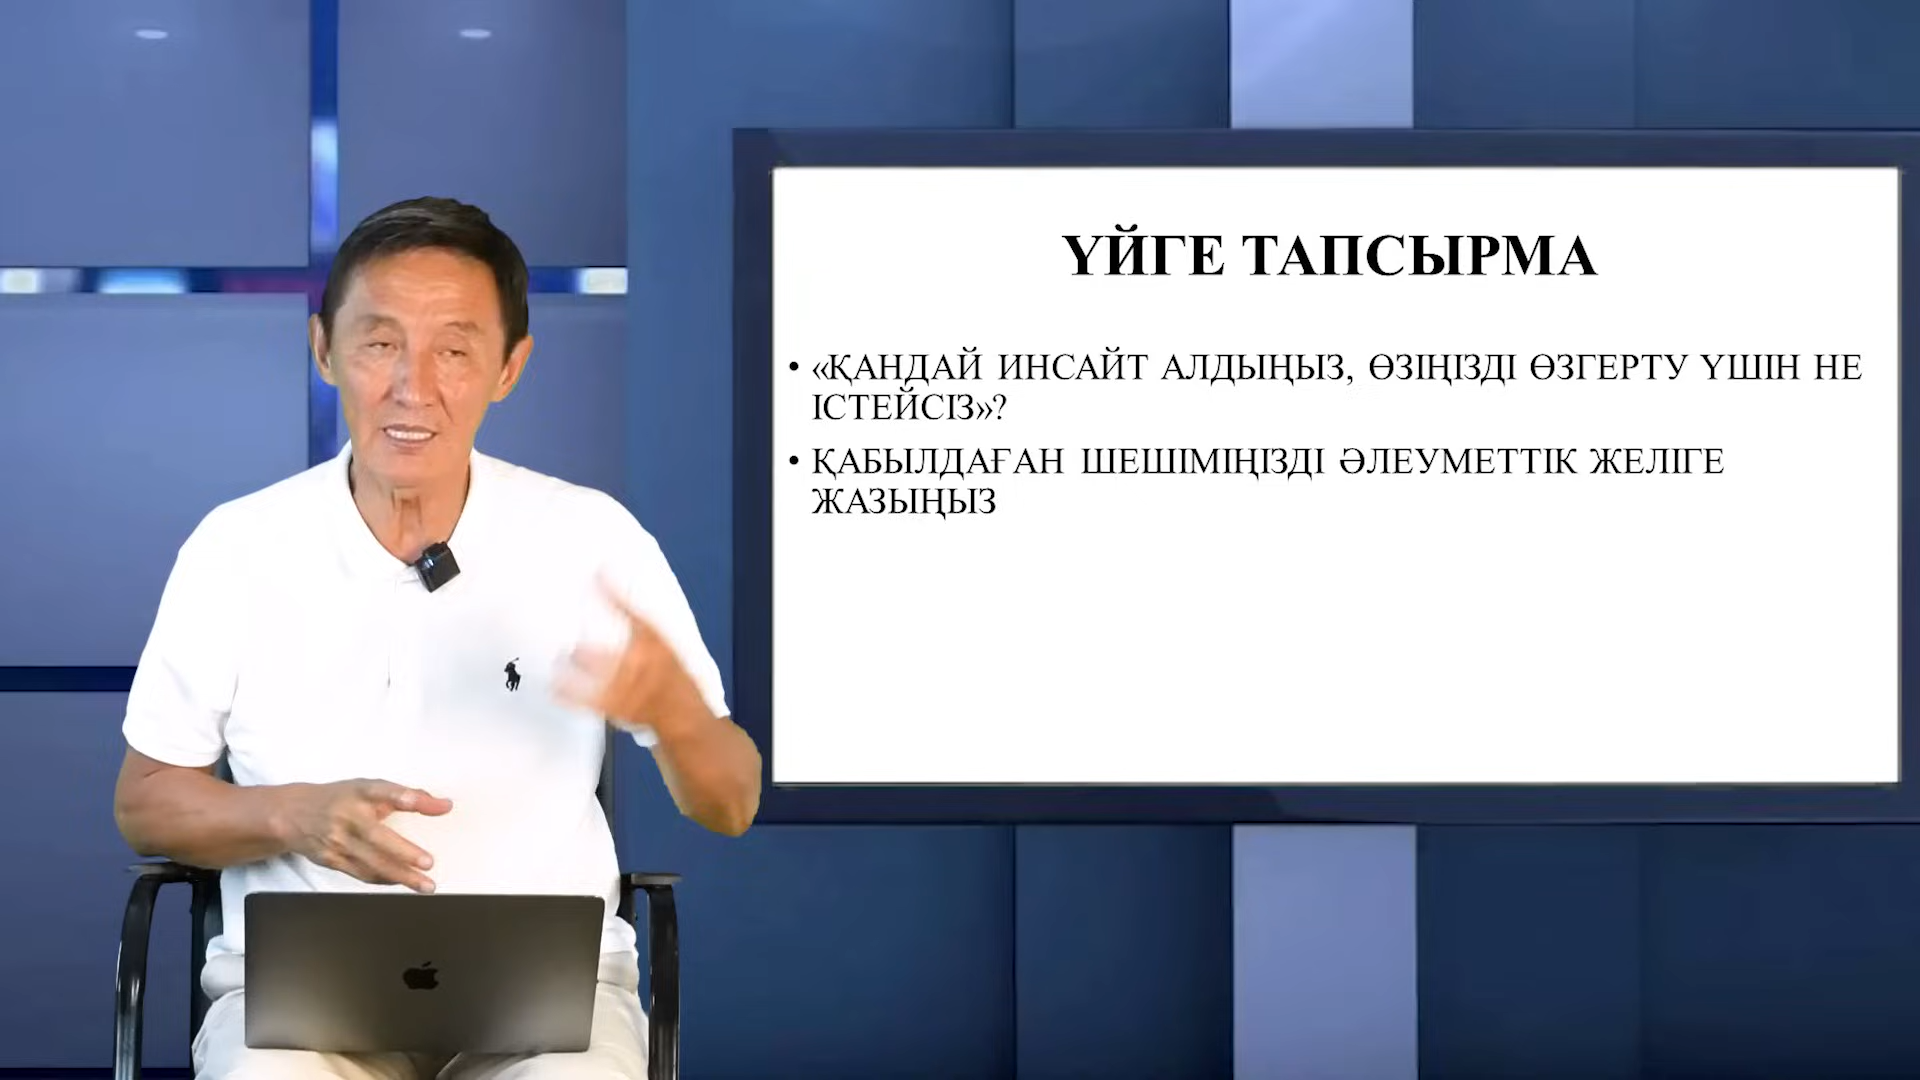 ҮЙГЕ ТАПСЫРМА
• «ҚАНДАЙ ИНСАЙТ АЛДЫҢЫЗ, ӨЗІҢІЗДІ ӨЗГЕРТУ ҮШІН НЕ
ІСТЕЙСІЗ»?
• ҚАБЫЛДАҒАН ШЕШІМІҢІЗДІ ӘЛЕУМЕТТІК ЖЕЛІГЕ
ЖАЗЫҢЫЗ